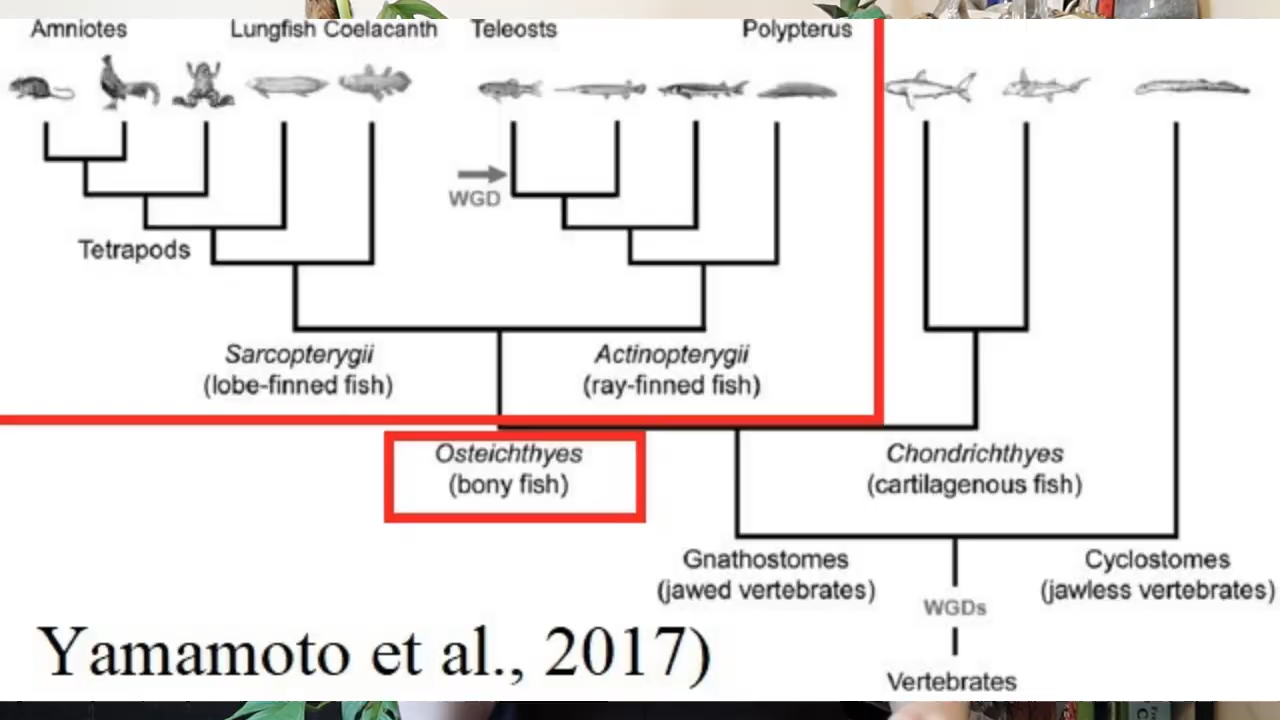 Amniotes
Lungfish Coelacanth
Teleosts
Polypterus
WGD
Tetrapods
Sarcopterygii
(lobe-finned fish)
Actinopterygii
(ray-finned fish)
Osteichthyes
(bony fish)
Chondrichthyes
(cartilagenous fish)
Gnathostomes
(jawed vertebrates)
Cyclostomes
(jawless vertebrates)
WGDs
Vertebrates
Yamamoto et al., 2017)